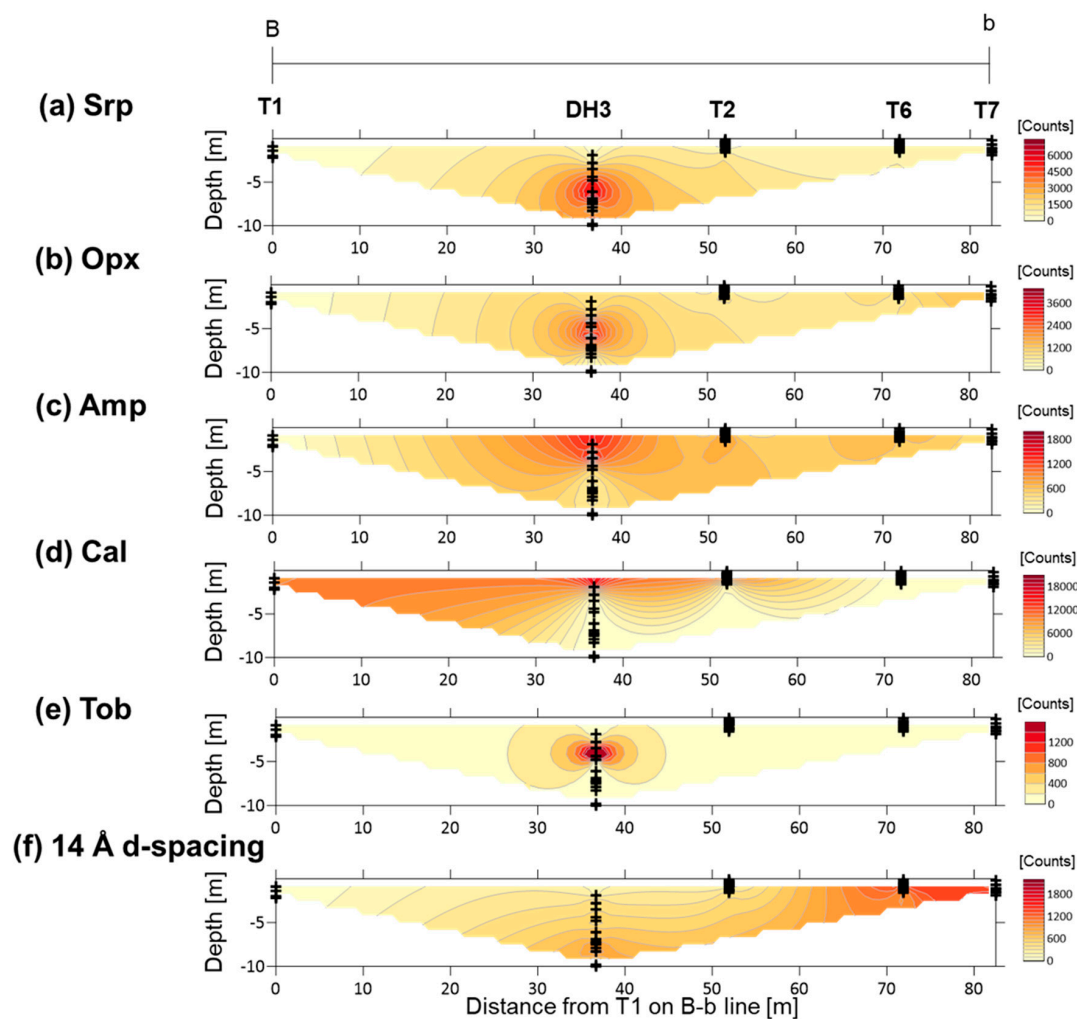 B b
(a) Srp
T1 DH3 T2 T6 T7
[Counts]
Depth [m]
-5
-10
0 10 20 30 40 50 60 70 80
6000
4500
3000
1500
0
(b) Opx
[Counts]
Depth [m]
-5
-10
0 10 20 30 40 50 60 70 80
3600
2400
1200
0
(c) Amp
[Counts]
Depth [m]
-5
-10
0 10 20 30 40 50 60 70 80
1800
1200
600
0
(d) Cal
[Counts]
Depth [m]
-5
-10
0 10 20 30 40 50 60 70 80
18000
12000
6000
0
(e) Tob
[Counts]
Depth [m]
-5
-10
0 10 20 30 40 50 60 70 80
1200
800
400
0
(f) 14 Å d-spacing
[Counts]
Depth [m]
-5
-10
0 10 20 30 40 50 60 70 80
1800
1200
600
0
Distance from T1 on B-b line [m]